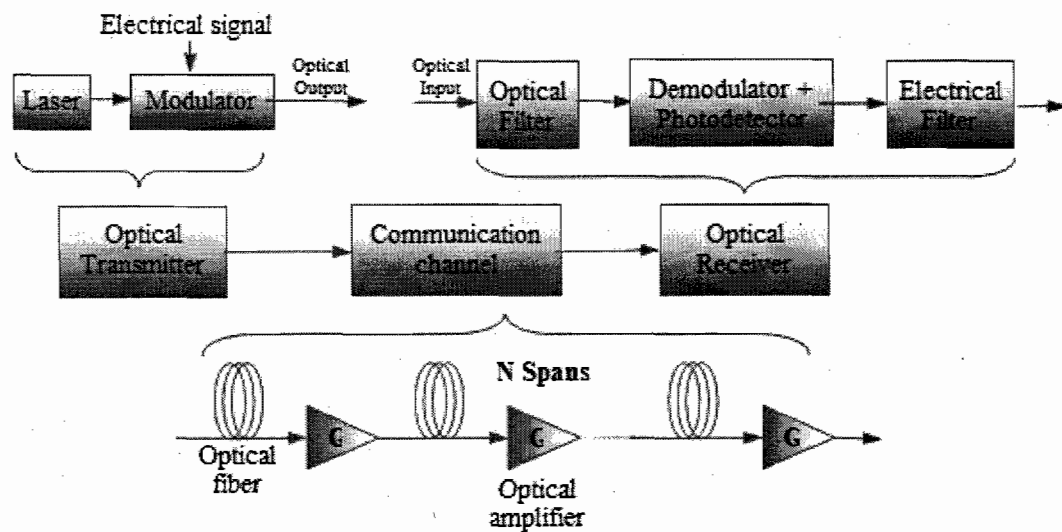 Electrical signal
Laser
Modulator
Optical
Output
Optical
Input
Optical
Filter
Demodulator +
Photodetector
Electrical
Filter
Optical
Transmitter
Communication
channel
Optical
Receiver
N Spans
G
G
G
Optical
fiber
Optical
amplifier